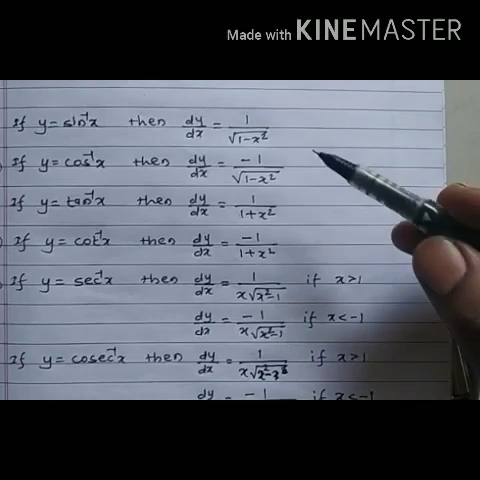 Made with KINEMASTER
If y = sin⁻¹x then dy/dx = 1/√(1-x²)
If y = cos⁻¹x then dy/dx = -1/√(1-x²)
If y = tan⁻¹x then dy/dx = 1/(1+x²)
If y = cot⁻¹x then dy/dx = -1/(1+x²)
If y = sec⁻¹x then dy/dx = 1/(x√(x²-1)) if x>1
dy/dx = -1/(x√(x²-1)) if x<-1
If y = cosec⁻¹x then dy/dx = 1/ if x>1
dy = -1 if x<-1